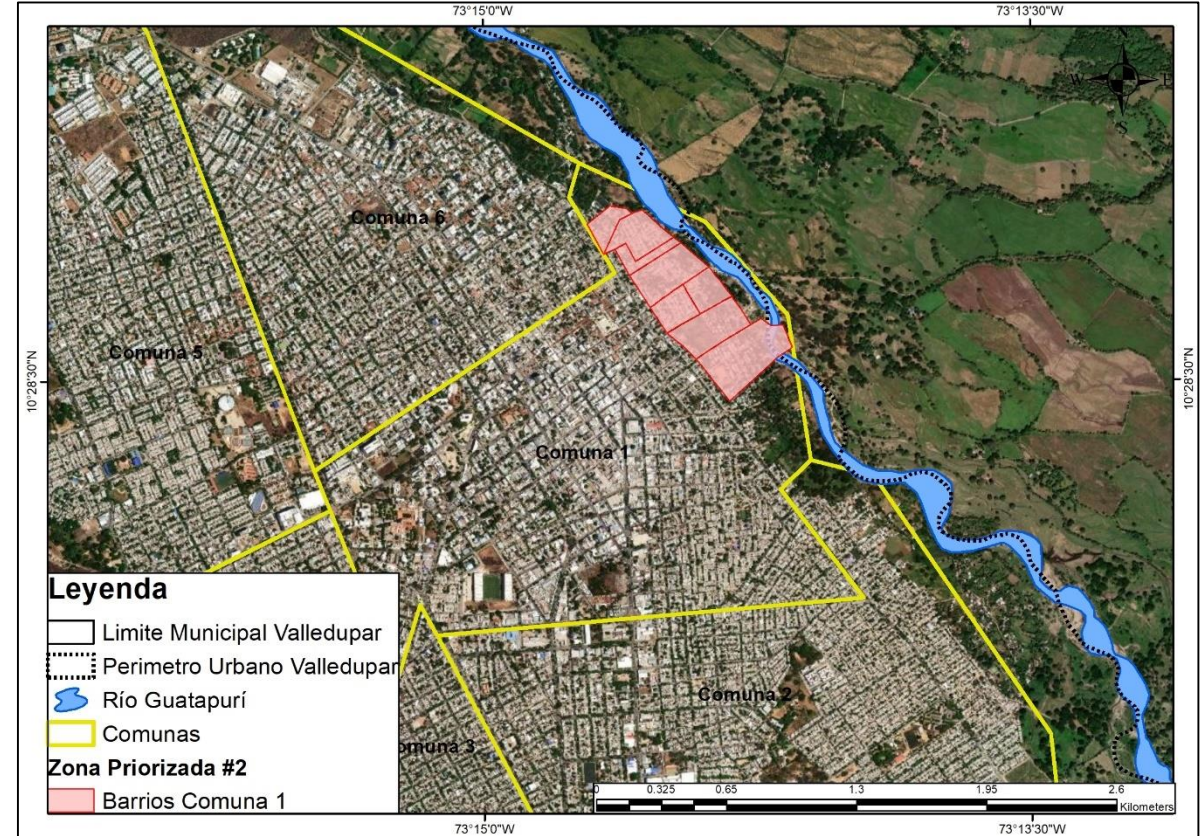 73°15'0"W
73°13'30"W
N
W
E
S
Comuna 6
Comuna 5
10°28'30"N
10°28'30"N
Comuna 1
Leyenda
Limite Municipal Valledupar
Perimetro Urbano Valledupar
Río Guatapurí
Comunas
Zona Priorizada #2
Barrios Comuna 1
Comuna 2
omuna 3
0 0.325 0.65 1.3 1.95 2.6
Kilometers
73°15'0"W
73°13'30"W